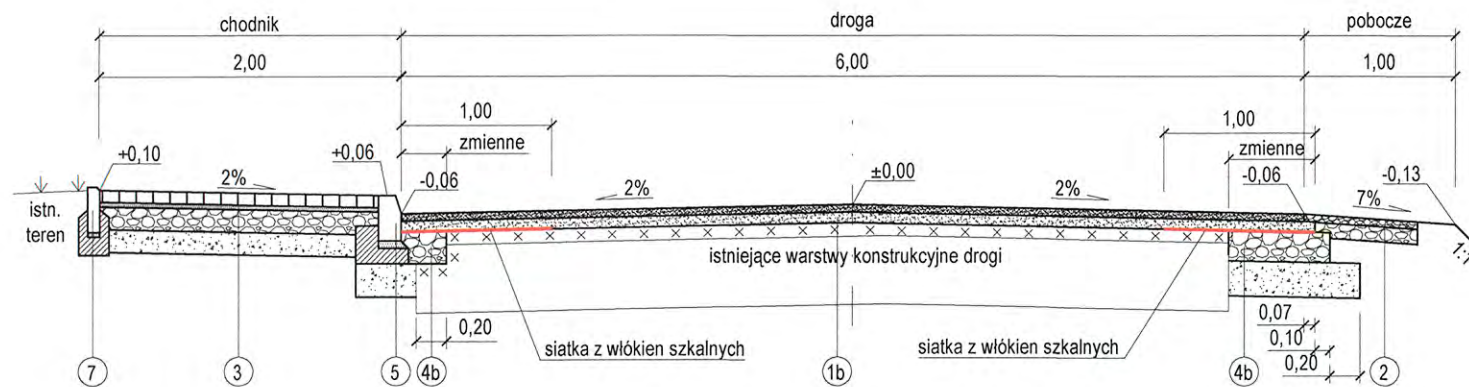 chodnik
droga
pobocze
2,00
6,00
1,00
1,00
1,00
zmienne
zmienne
+0,10
+0,06
-0,06
±0,00
-0,06
-0,13
2%
2%
2%
7%
istn.
teren
istniejące warstwy konstrukcyjne drogi
0,20
siatka z włókien szkalnych
siatka z włókien szkalnych
0,07
0,10
0,20
7
3
5
4b
1b
4b
2